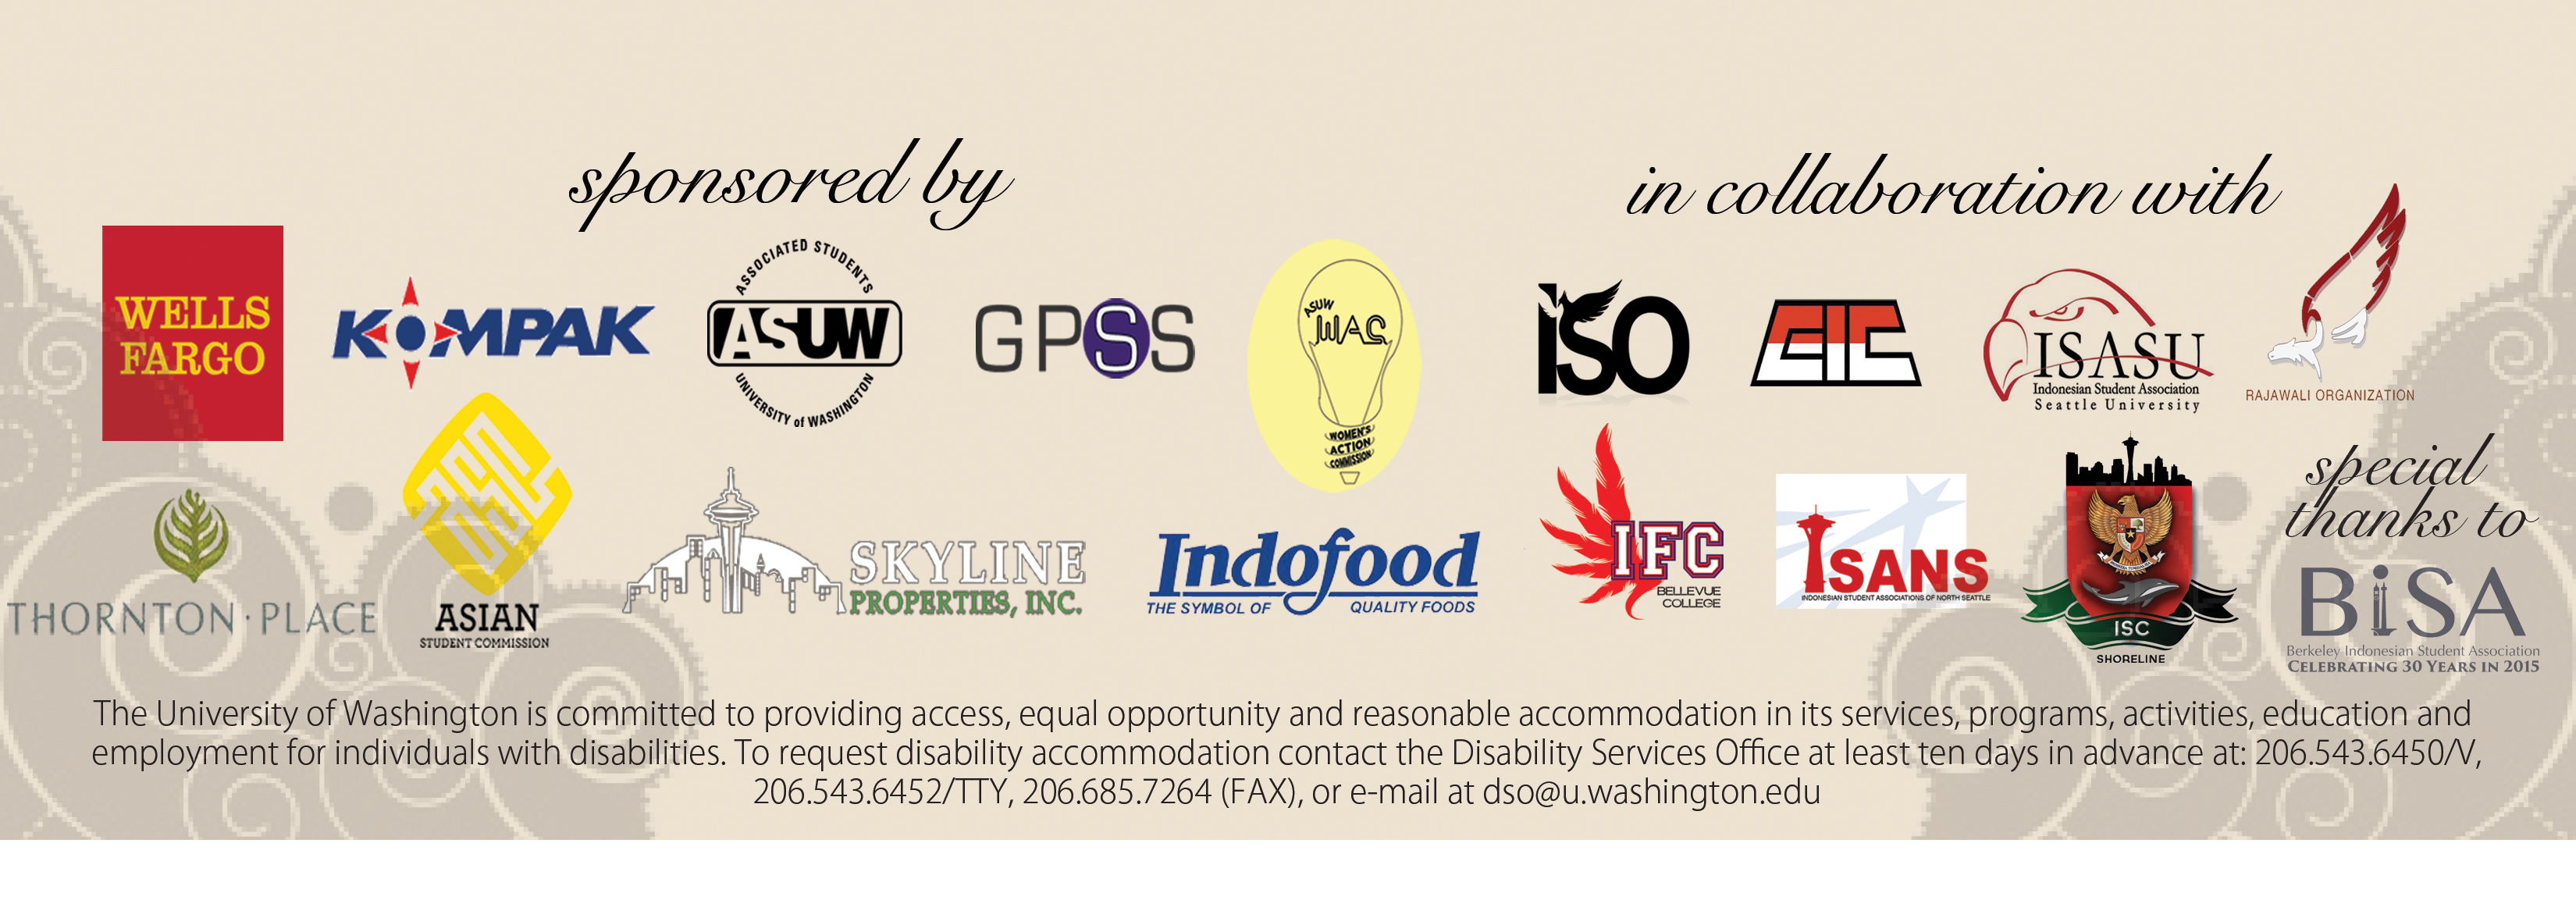 sponsored by
in collaboration with
WELLS
FARGO
KOMPAK
ASSOCIATED STUDENTS
ASUW
UNIVERSITY of WASHINGTON
GPSS
ASUW
WAC
WOMEN'S
ACTION
COMMISSION
ISO
ISASU
Indonesian Student Association
Seattle University
RAJAWALI ORGANIZATION
THORNTON · PLACE
ASIAN
STUDENT COMMISSION
SKYLINE
PROPERTIES, INC.
Indofood
THE SYMBOL OF QUALITY FOODS
IFC
BELLEVUE
COLLEGE
ISANS
INDONESIAN STUDENT ASSOCIATIONS OF NORTH SEATTLE
ISC
SHORELINE
special
thanks to
BiSA
Berkeley Indonesian Student Association
CELEBRATING 30 YEARS IN 2015
The University of Washington is committed to providing access, equal opportunity and reasonable accommodation in its services, programs, activities, education and
employment for individuals with disabilities. To request disability accommodation contact the Disability Services Office at least ten days in advance at: 206.543.6450/V,
206.543.6452/TTY, 206.685.7264 (FAX), or e-mail at dso@u.washington.edu